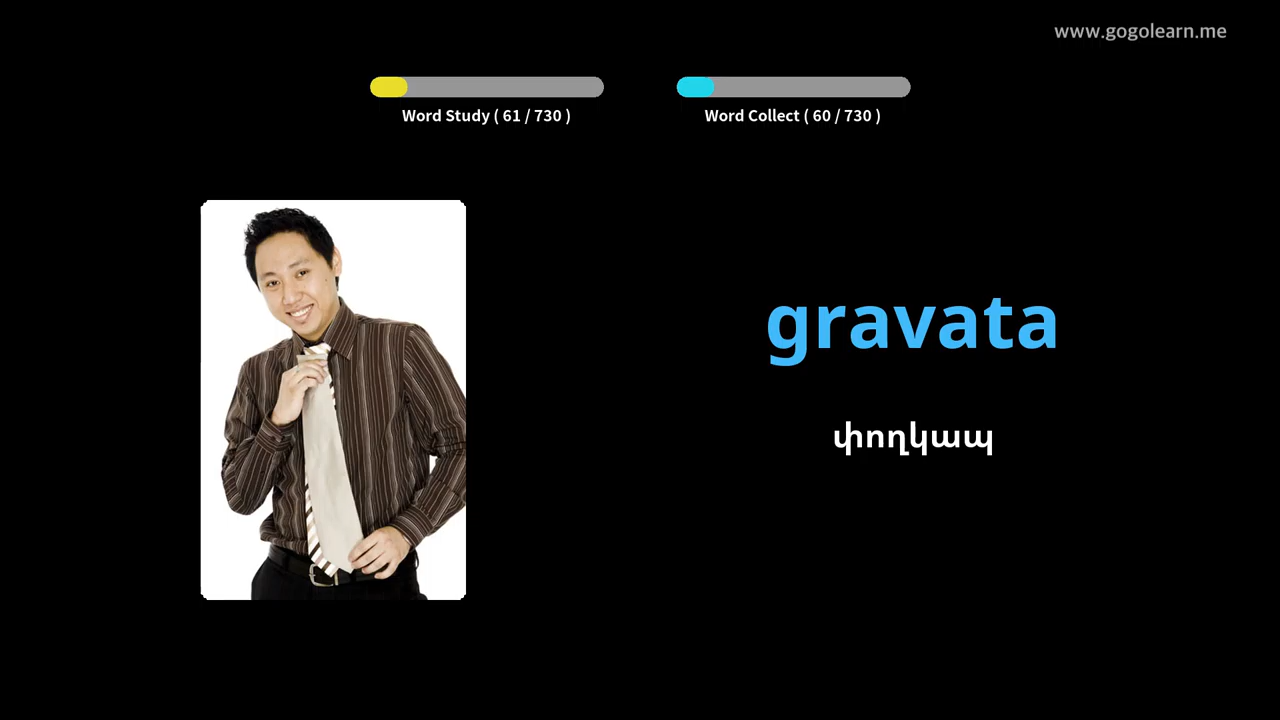 www.gogolearn.me
Word Study ( 61 / 730 )
Word Collect ( 60 / 730 )
gravata
փողկապ